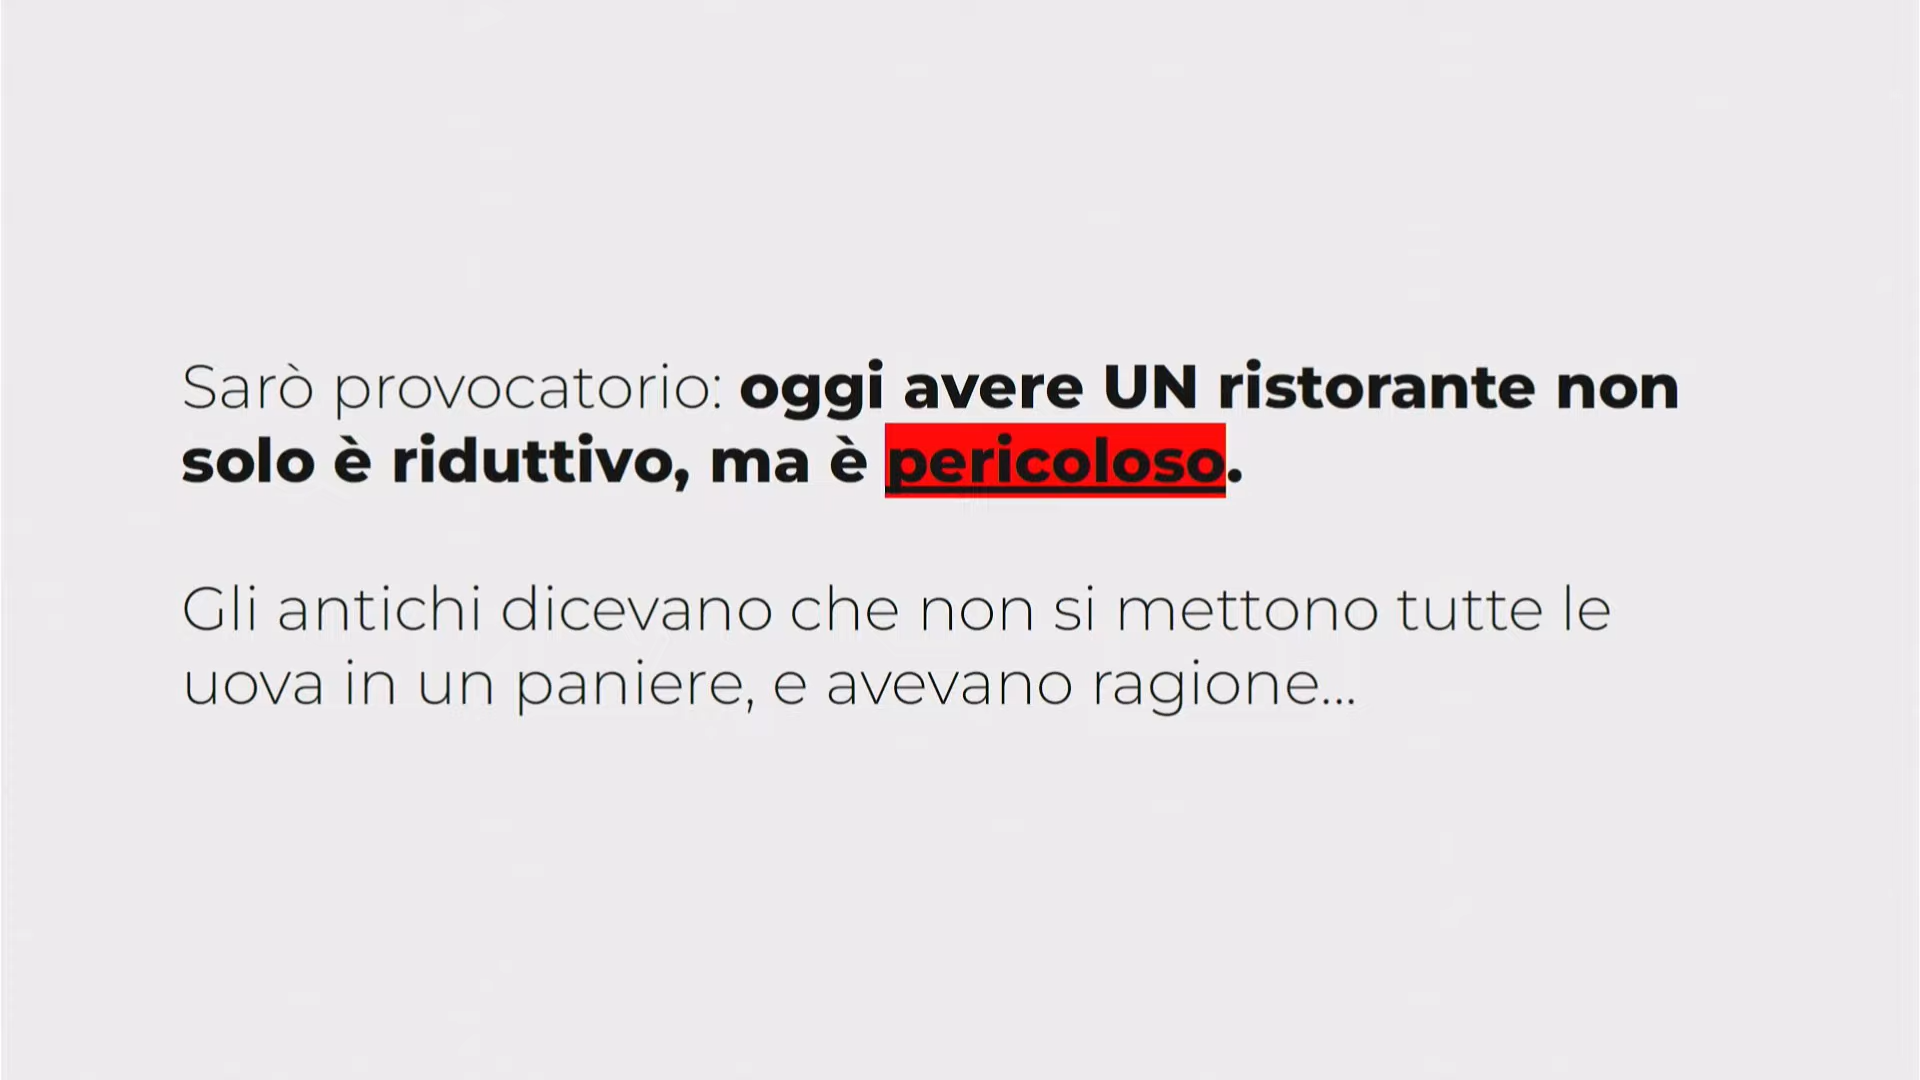 Sarò provocatorio: oggi avere UN ristorante non
solo è riduttivo, ma è pericoloso.
Gli antichi dicevano che non si mettono tutte le
uova in un paniere, e avevano ragione...